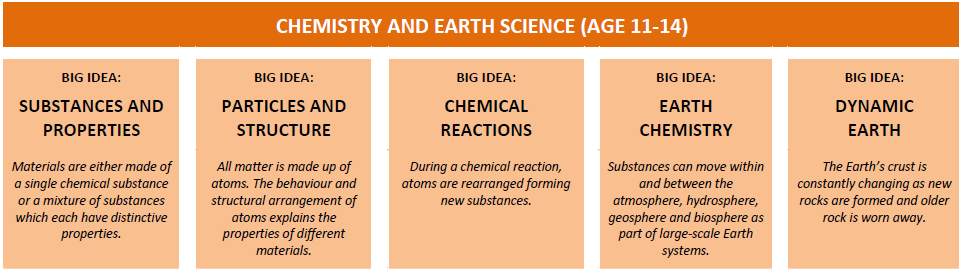 CHEMISTRY AND EARTH SCIENCE (AGE 11-14)
BIG IDEA:
SUBSTANCES AND
PROPERTIES
Materials are either made of
a single chemical substance
or a mixture of substances
which each have distinctive
properties.
BIG IDEA:
PARTICLES AND
STRUCTURE
All matter is made up of
atoms. The behaviour and
structural arrangement of
atoms explains the
properties of different
materials.
BIG IDEA:
CHEMICAL
REACTIONS
During a chemical reaction,
atoms are rearranged forming
new substances.
BIG IDEA:
EARTH
CHEMISTRY
Substances can move within
and between the
atmosphere, hydrosphere,
geosphere and biosphere as
part of large-scale Earth
systems.
BIG IDEA:
DYNAMIC
EARTH
The Earth's crust is
constantly changing as new
rocks are formed and older
rock is worn away.